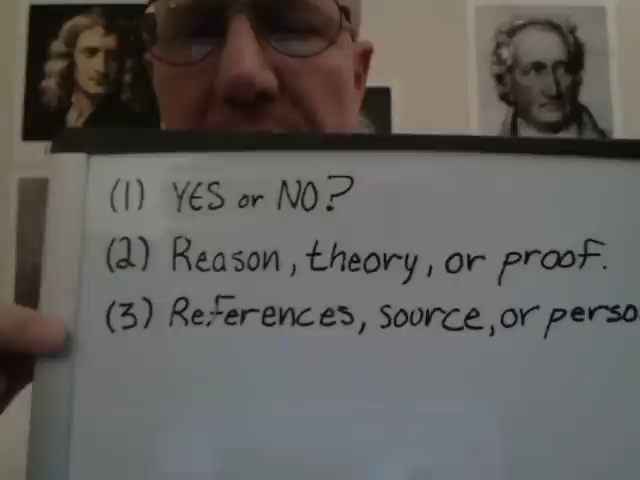 (1) YES or NO?
(2) Reason, theory, or proof.
(3) References, source, or perso